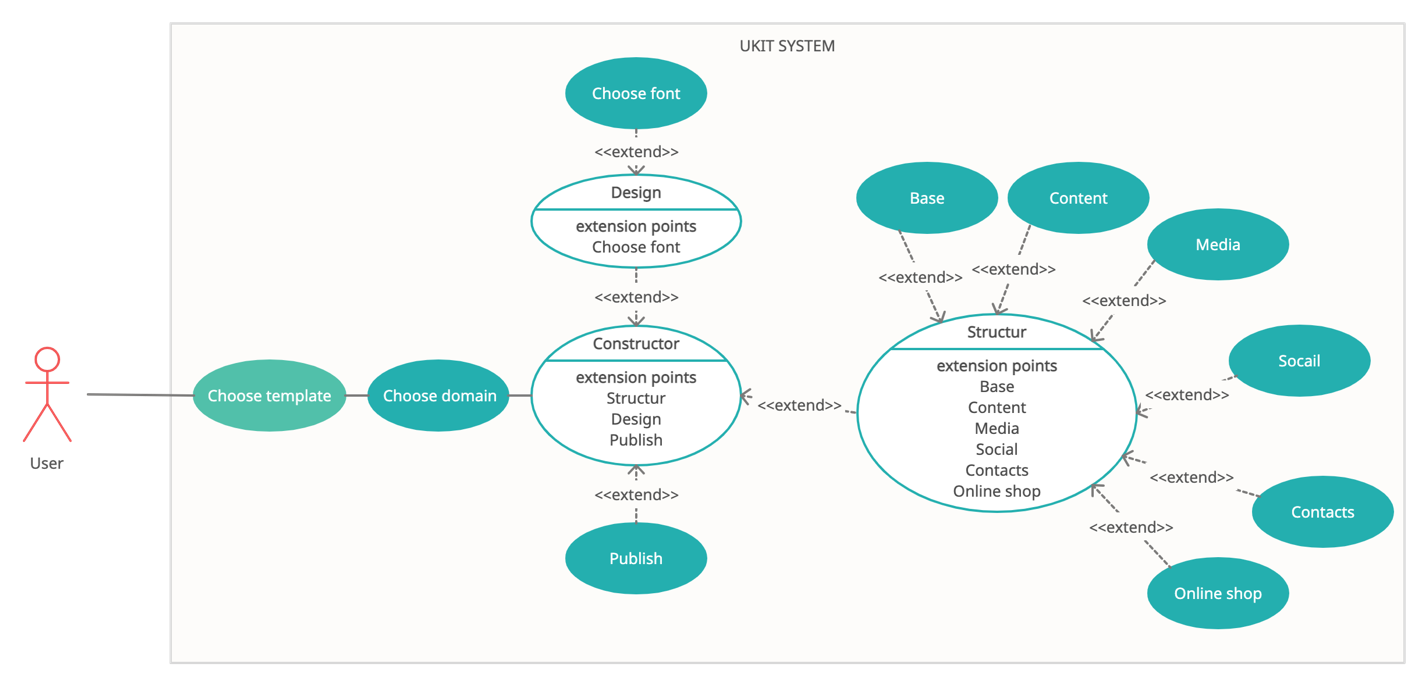 UKIT SYSTEM
Choose font
<<extend>>
Design
extension points
Choose font
<<extend>>
Base
Content
Media
<<extend>>
<<extend>>
<<extend>>
User
Choose template
Choose domain
Constructor
extension points
Structur
Design
Publish
<<extend>>
Structur
extension points
Base
Content
Media
Social
Contacts
Online shop
Socail
<<extend>>
<<extend>>
Contacts
<<extend>>
Online shop
<<extend>>
Publish